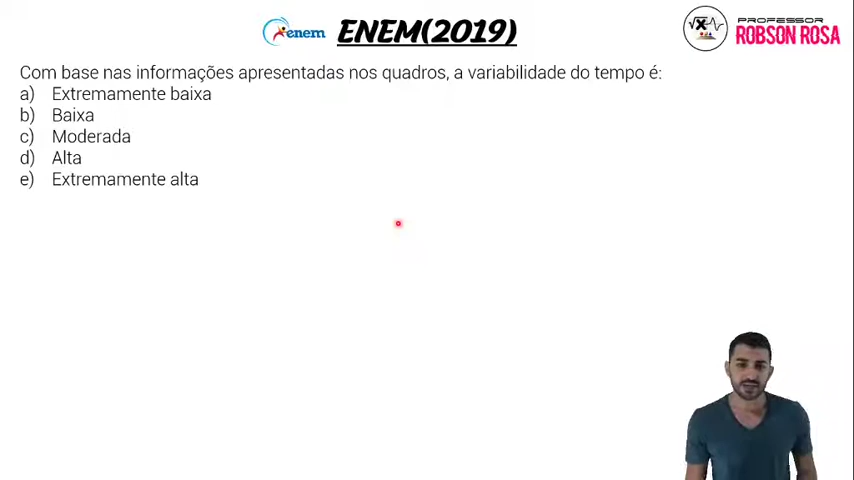 enem
ENEM(2019)
PROFESSOR
ROBSON ROSA
Com base nas informações apresentadas nos quadros, a variabilidade do tempo é:
a) Extremamente baixa
b) Baixa
c) Moderada
d) Alta
e) Extremamente alta